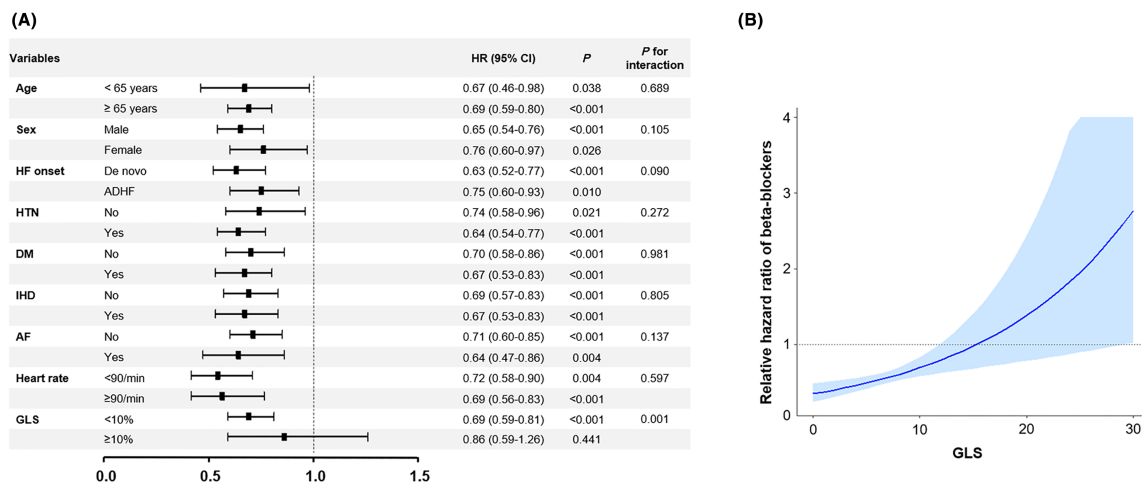 (A)
Variables HR (95% CI) P P for interaction
Age < 65 years 0.67 (0.46-0.98) 0.038 0.689
≥ 65 years 0.69 (0.59-0.80) <0.001
Sex Male 0.65 (0.54-0.76) <0.001 0.105
Female 0.76 (0.60-0.97) 0.026
HF onset De novo 0.63 (0.52-0.77) <0.001 0.090
ADHF 0.75 (0.60-0.93) 0.010
HTN No 0.74 (0.58-0.96) 0.021 0.272
Yes 0.64 (0.54-0.77) <0.001
DM No 0.70 (0.58-0.86) <0.001 0.981
Yes 0.67 (0.53-0.83) <0.001
IHD No 0.69 (0.57-0.83) <0.001 0.805
Yes 0.67 (0.53-0.83) <0.001
AF No 0.71 (0.60-0.85) <0.001 0.137
Yes 0.64 (0.47-0.86) 0.004
Heart rate <90/min 0.72 (0.58-0.90) 0.004 0.597
≥90/min 0.69 (0.56-0.83) <0.001
GLS <10% 0.69 (0.59-0.81) <0.001 0.001
≥10% 0.86 (0.59-1.26) 0.441
0.0 0.5 1.0 1.5
(B)
Relative hazard ratio of beta-blockers
4
3
2
1
0
0 10 20 30
GLS